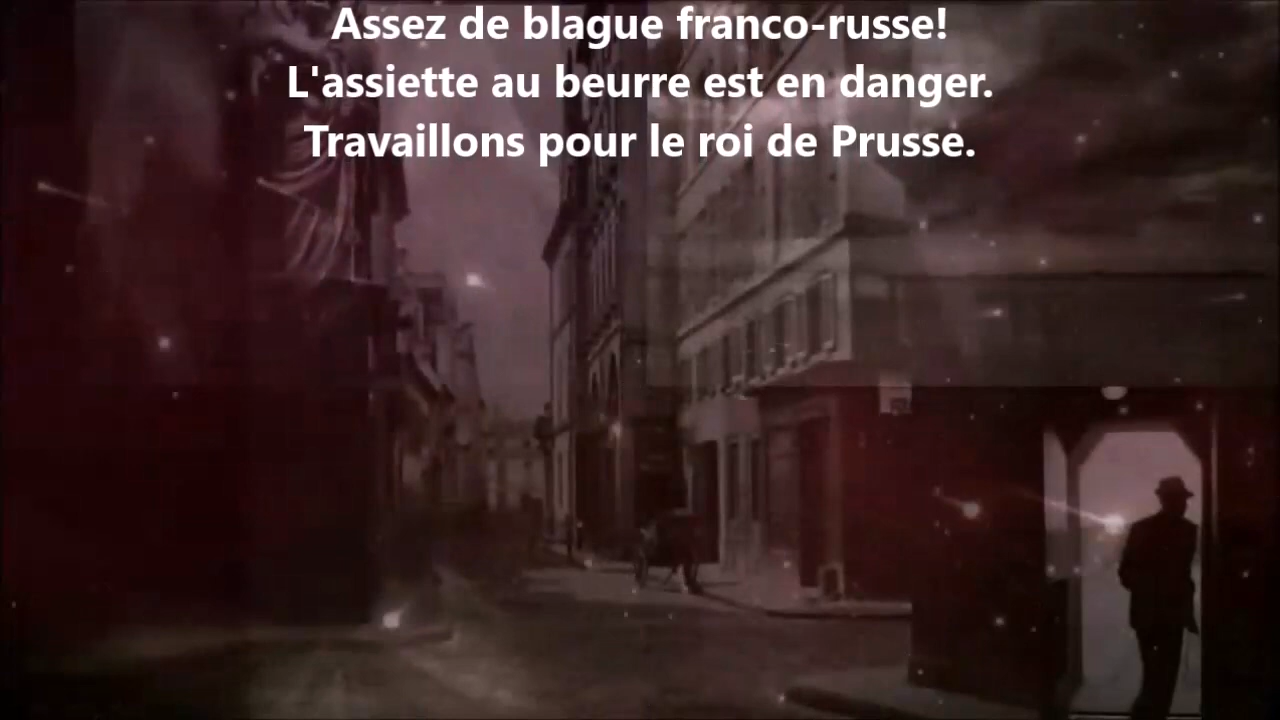 Assez de blague franco-russe!
L'assiette au beurre est en danger.
Travaillons pour le roi de Prusse.